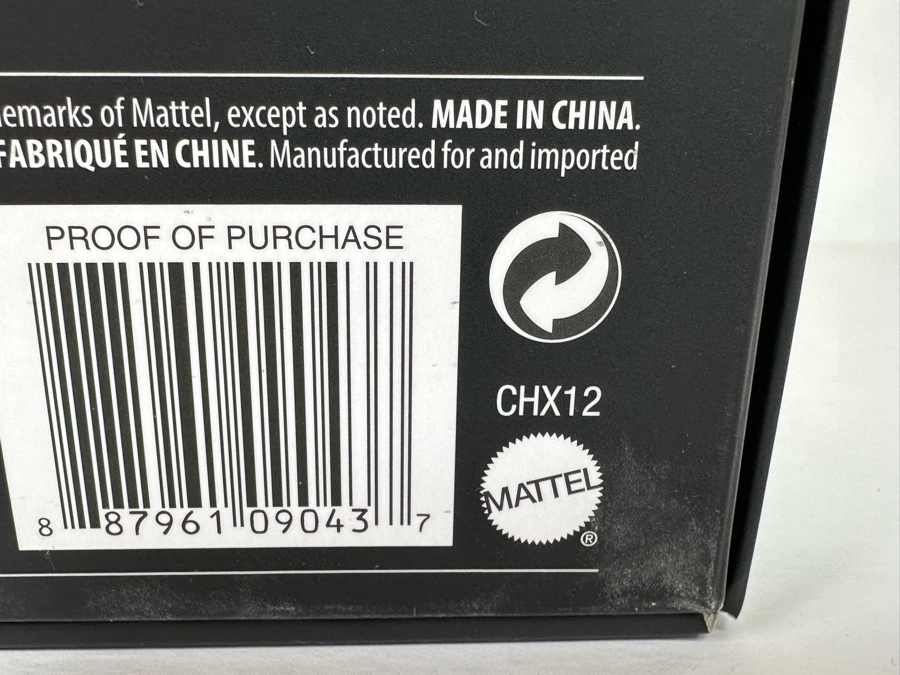 demarks of Mattel, except as noted. MADE IN CHINA.
FABRIQUÉ EN CHINE. Manufactured for and imported
PROOF OF PURCHASE
8 87961 09043 7
CHX12
MATTEL
®